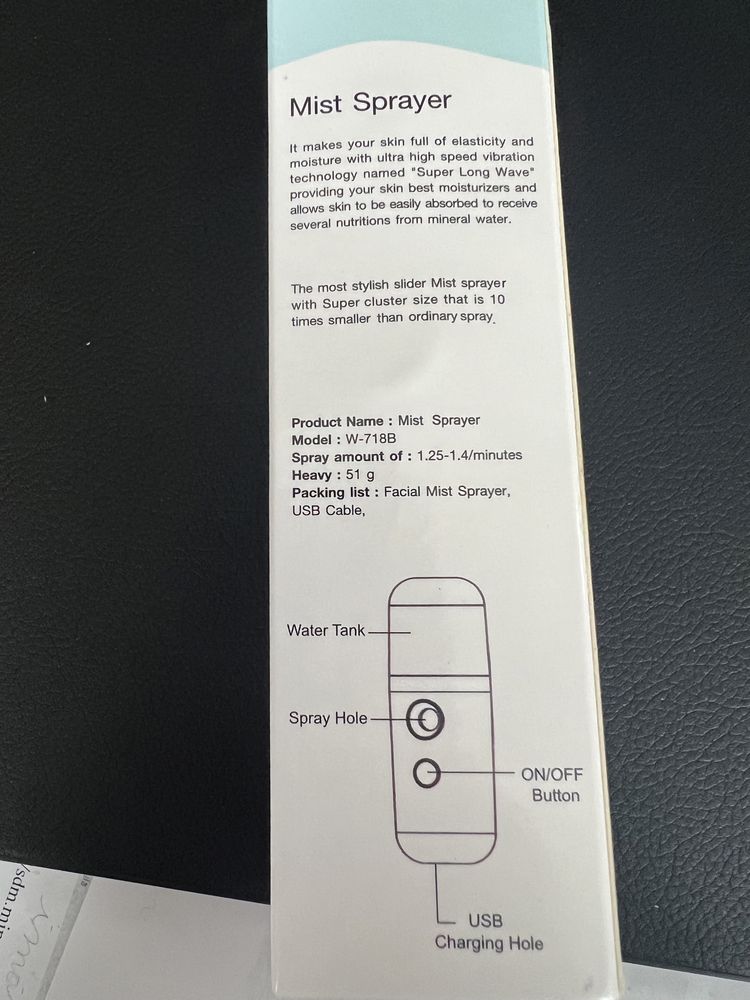 Mist Sprayer
It makes your skin full of elasticity and
moisture with ultra high speed vibration
technology named "Super Long Wave"
providing your skin best moisturizers and
allows skin to be easily absorbed to receive
several nutritions from mineral water.
The most stylish slider Mist sprayer
with Super cluster size that is 10
times smaller than ordinary spray.
Product Name : Mist Sprayer
Model : W-718B
Spray amount of : 1.25-1.4/minutes
Heavy : 51 g
Packing list : Facial Mist Sprayer,
USB Cable,
Water Tank
Spray Hole
ON/OFF
Button
USB
Charging Hole